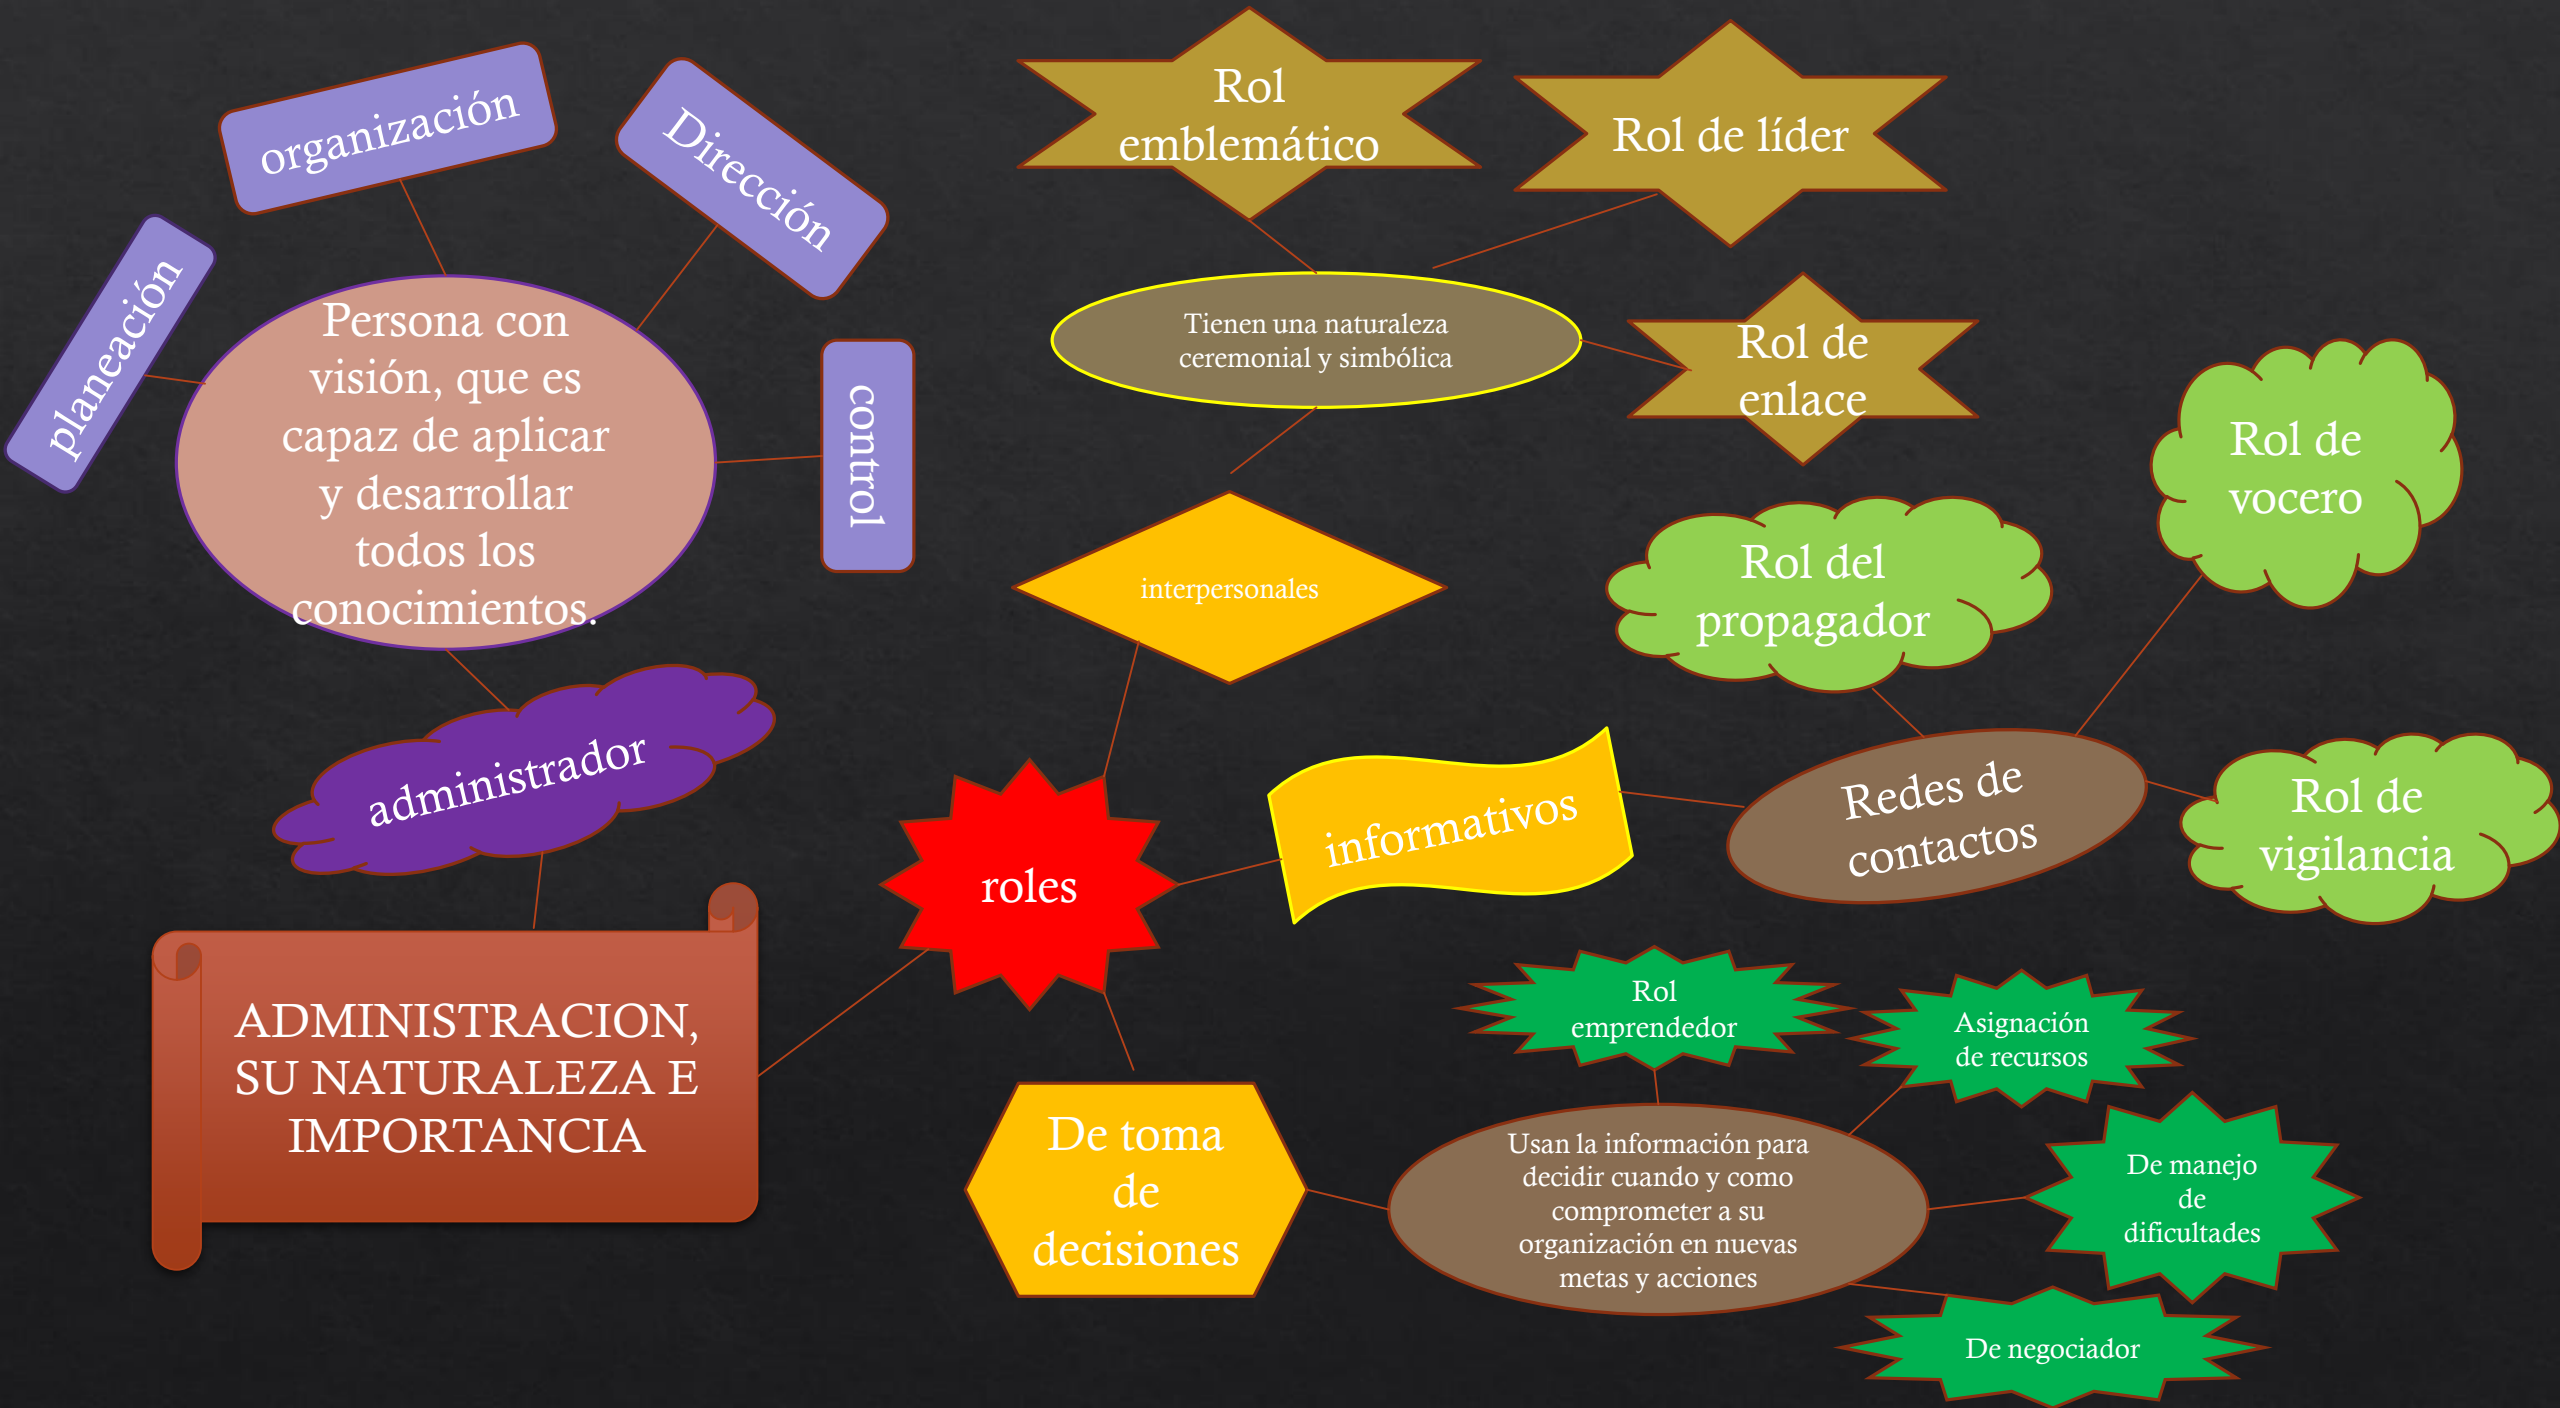 organización
Dirección
planeación
control
Persona con
visión, que es
capaz de aplicar
y desarrollar
todos los
conocimientos.
administrador
ADMINISTRACION,
SU NATURALEZA E
IMPORTANCIA
roles
interpersonales
Tienen una naturaleza
ceremonial y simbólica
Rol
emblemático
Rol de líder
Rol de
enlace
informativos
Redes de
contactos
Rol del
propagador
Rol de
vocero
Rol de
vigilancia
De toma
de
decisiones
Usan la información para
decidir cuando y como
comprometer a su
organización en nuevas
metas y acciones
Rol
emprendedor
Asignación
de recursos
De manejo
de
dificultades
De negociador